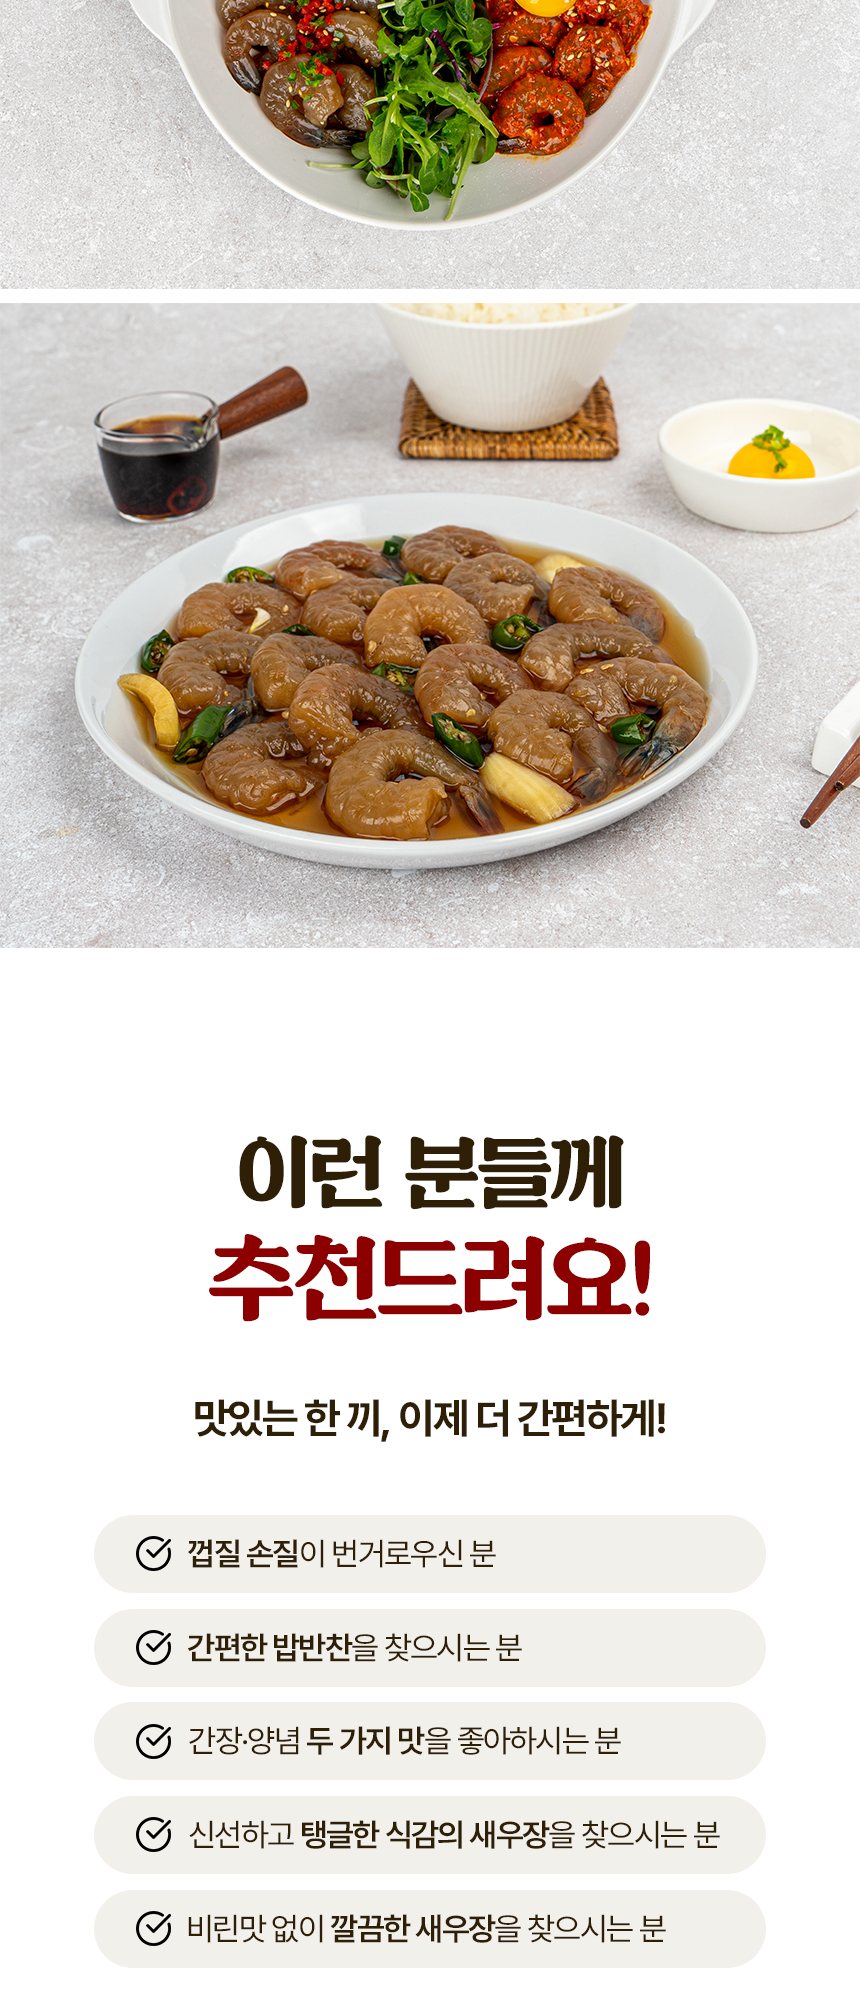 이런 분들께
추천드려요!
맛있는 한 끼, 이제 더 간편하게!
껍질 손질이 번거로우신 분
간편한 밥반찬을 찾으시는 분
간장·양념 두 가지 맛을 좋아하시는 분
신선하고 탱글한 식감의 새우장을 찾으시는 분
비린맛 없이 깔끔한 새우장을 찾으시는 분